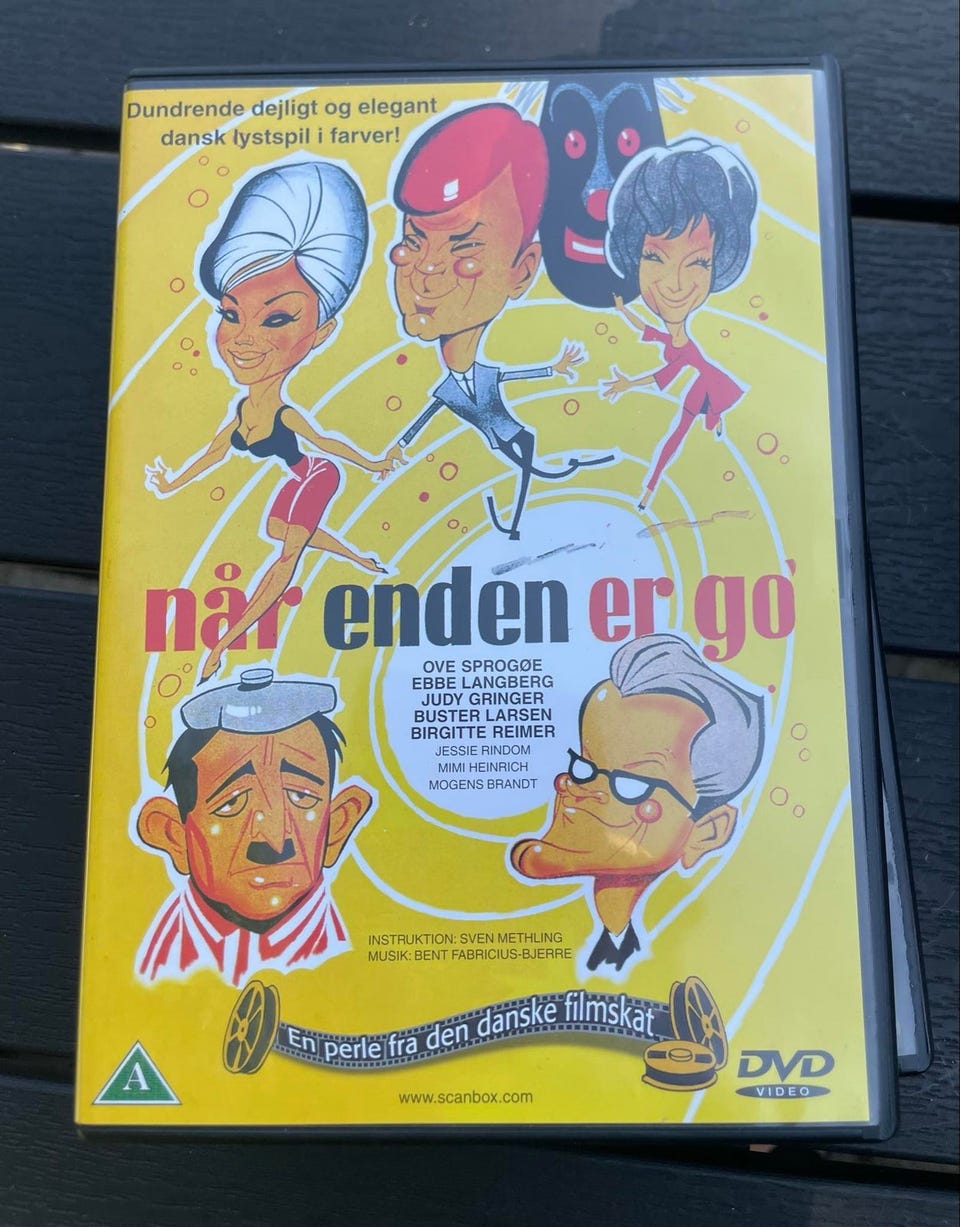 Dundrende dejligt og elegant
dansk lystspil i farver!
når enden er go'
OVE SPROGØE
EBBE LANGBERG
JUDY GRINGER
BUSTER LARSEN
BIRGITTE REIMER
JESSIE RINDOM
MIMI HEINRICH
MOGENS BRANDT
INSTRUKTION: SVEN METHLING
MUSIK: BENT FABRICIUS-BJERRE
En perle fra den danske filmskat
A
DVD
VIDEO
www.scanbox.com